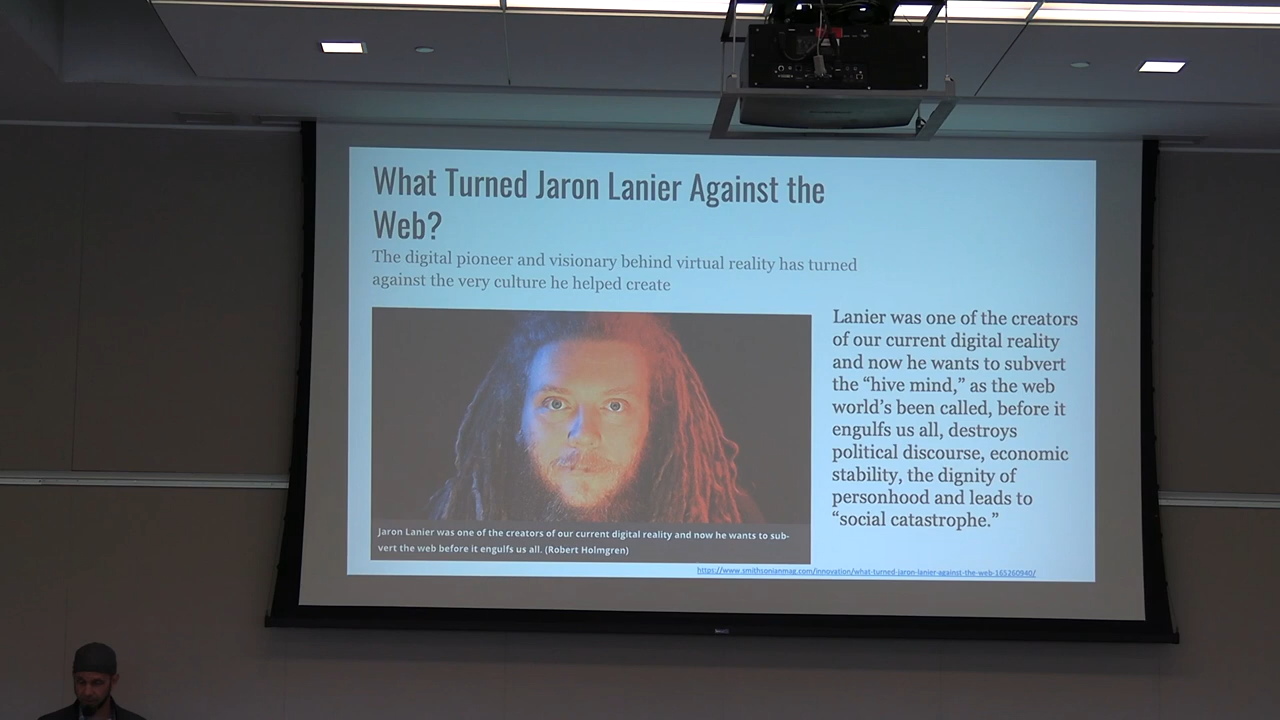 What Turned Jaron Lanier Against the
Web?
The digital pioneer and visionary behind virtual reality has turned
against the very culture he helped create
Lanier was one of the creators
of our current digital reality
and now he wants to subvert
the “hive mind,” as the web
world’s been called, before it
engulfs us all, destroys
political discourse, economic
stability, the dignity of
personhood and leads to
“social catastrophe.”
Jaron Lanier was one of the creators of our current digital reality and now he wants to sub-
vert the web before it engulfs us all. (Robert Holmgren)
https://www.smithsonianmag.com/innovation/what-turned-jaron-lanier-against-the-web-165260940/